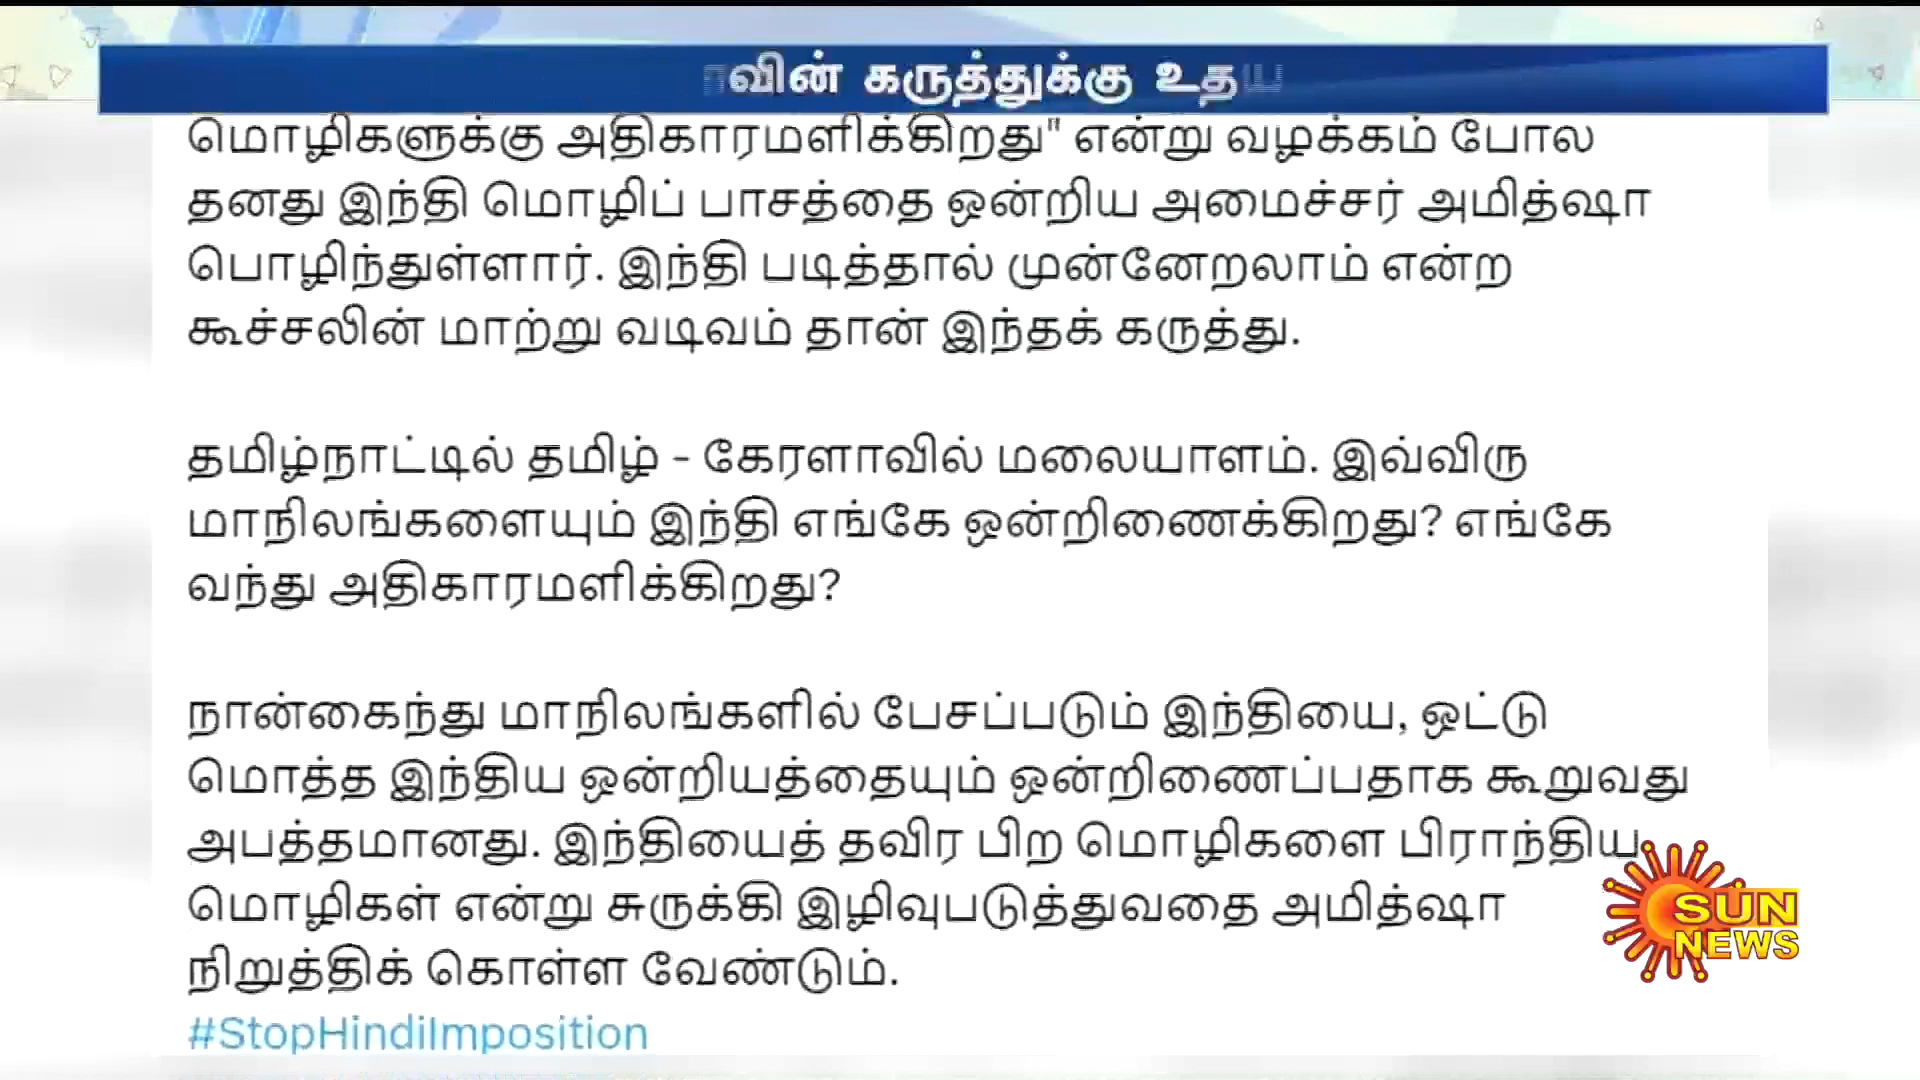 கருத்துக்கு
மொழிகளுக்கு அதிகாரமளிக்கிறது" என்று வழக்கம் போல
தனது இந்தி மொழிப் பாசத்தை ஒன்றிய அமைச்சர் அமித்ஷா
பொழிந்துள்ளார். இந்தி படித்தால் முன்னேறலாம் என்ற
கூச்சலின் மாற்று வடிவம் தான் இந்தக் கருத்து.
தமிழ்நாட்டில் தமிழ் - கேரளாவில் மலையாளம். இவ்விரு
மாநிலங்களையும் இந்தி எங்கே ஒன்றிணைக்கிறது? எங்கே
வந்து அதிகாரமளிக்கிறது?
நான்கைந்து மாநிலங்களில் பேசப்படும் இந்தியை, ஒட்டு
மொத்த இந்திய ஒன்றியத்தையும் ஒன்றிணைப்பதாக கூறுவது
அபத்தமானது. இந்தியைத் தவிர பிற மொழிகளை பிராந்திய
மொழிகள் என்று சுருக்கி இழிவுபடுத்துவதை அமித்ஷா
நிறுத்திக் கொள்ள வேண்டும்.
#StopHindiImposition
SUN
NEWS